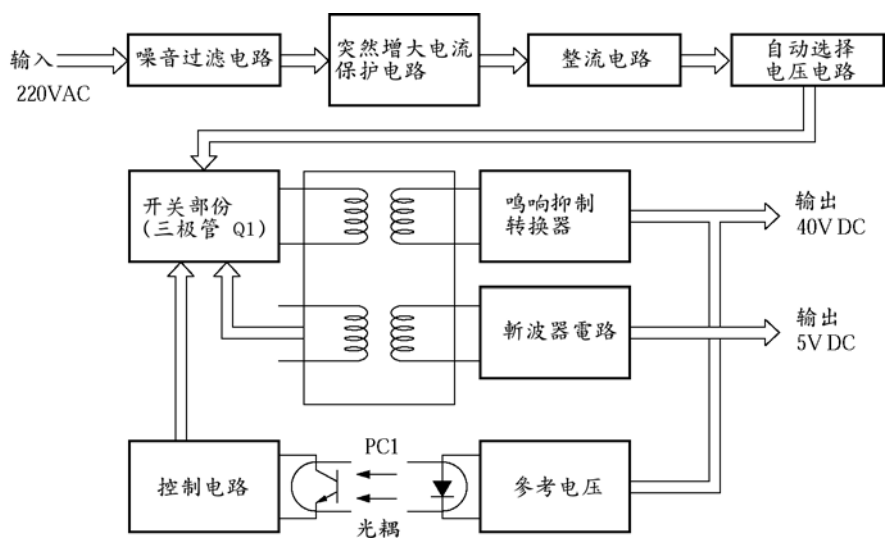 输入
220VAC
噪音过滤电路
突然增大电流
保护电路
整流电路
自动选择
电压电路
开关部份
(三极管 Q1)
鸣响抑制
转换器
输出
40V DC
斬波器電路
输出
5V DC
控制电路
PC1
光耦
參考电压